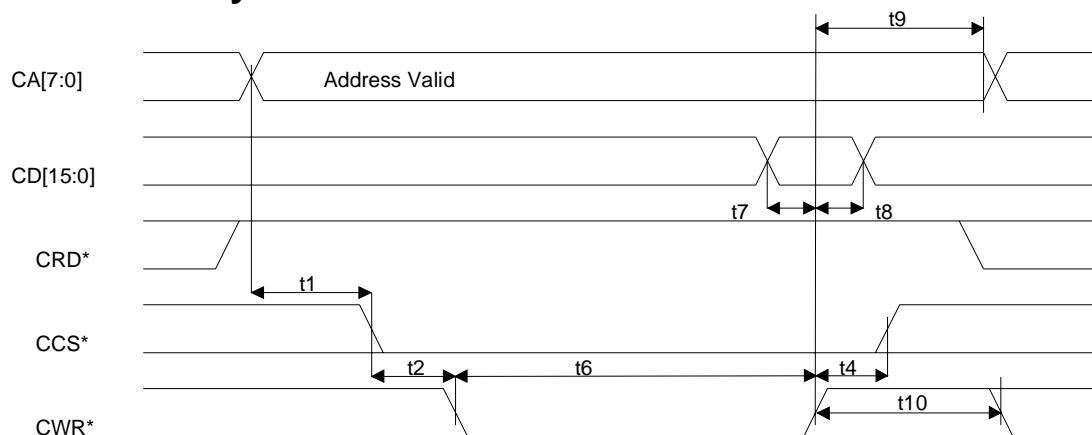 t9
CA[7:0]
Address Valid
CD[15:0]
t7
t8
CRD*
t1
CCS*
t2
t6
t4
t10
CWR*